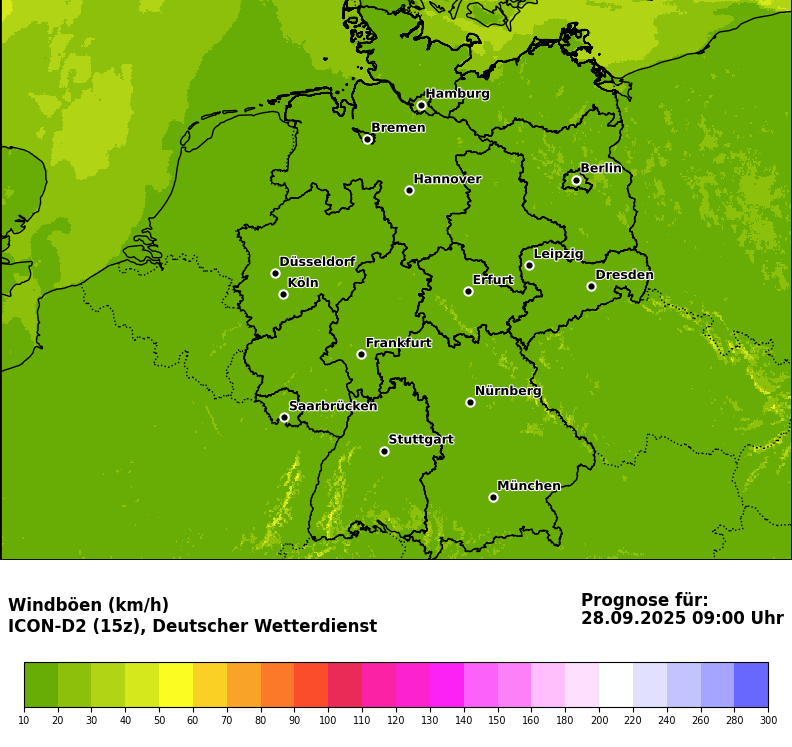 Hamburg
Bremen
Berlin
Hannover
Leipzig
Düsseldorf
Dresden
Köln
Erfurt
Frankfurt
Nürnberg
Saarbrücken
Stuttgart
München
Windböen (km/h)
ICON-D2 (15z), Deutscher Wetterdienst
Prognose für:
28.09.2025 09:00 Uhr
10 20 30 40 50 60 70 80 90 100 110 120 130 140 150 160 180 200 220 240 260 280 300